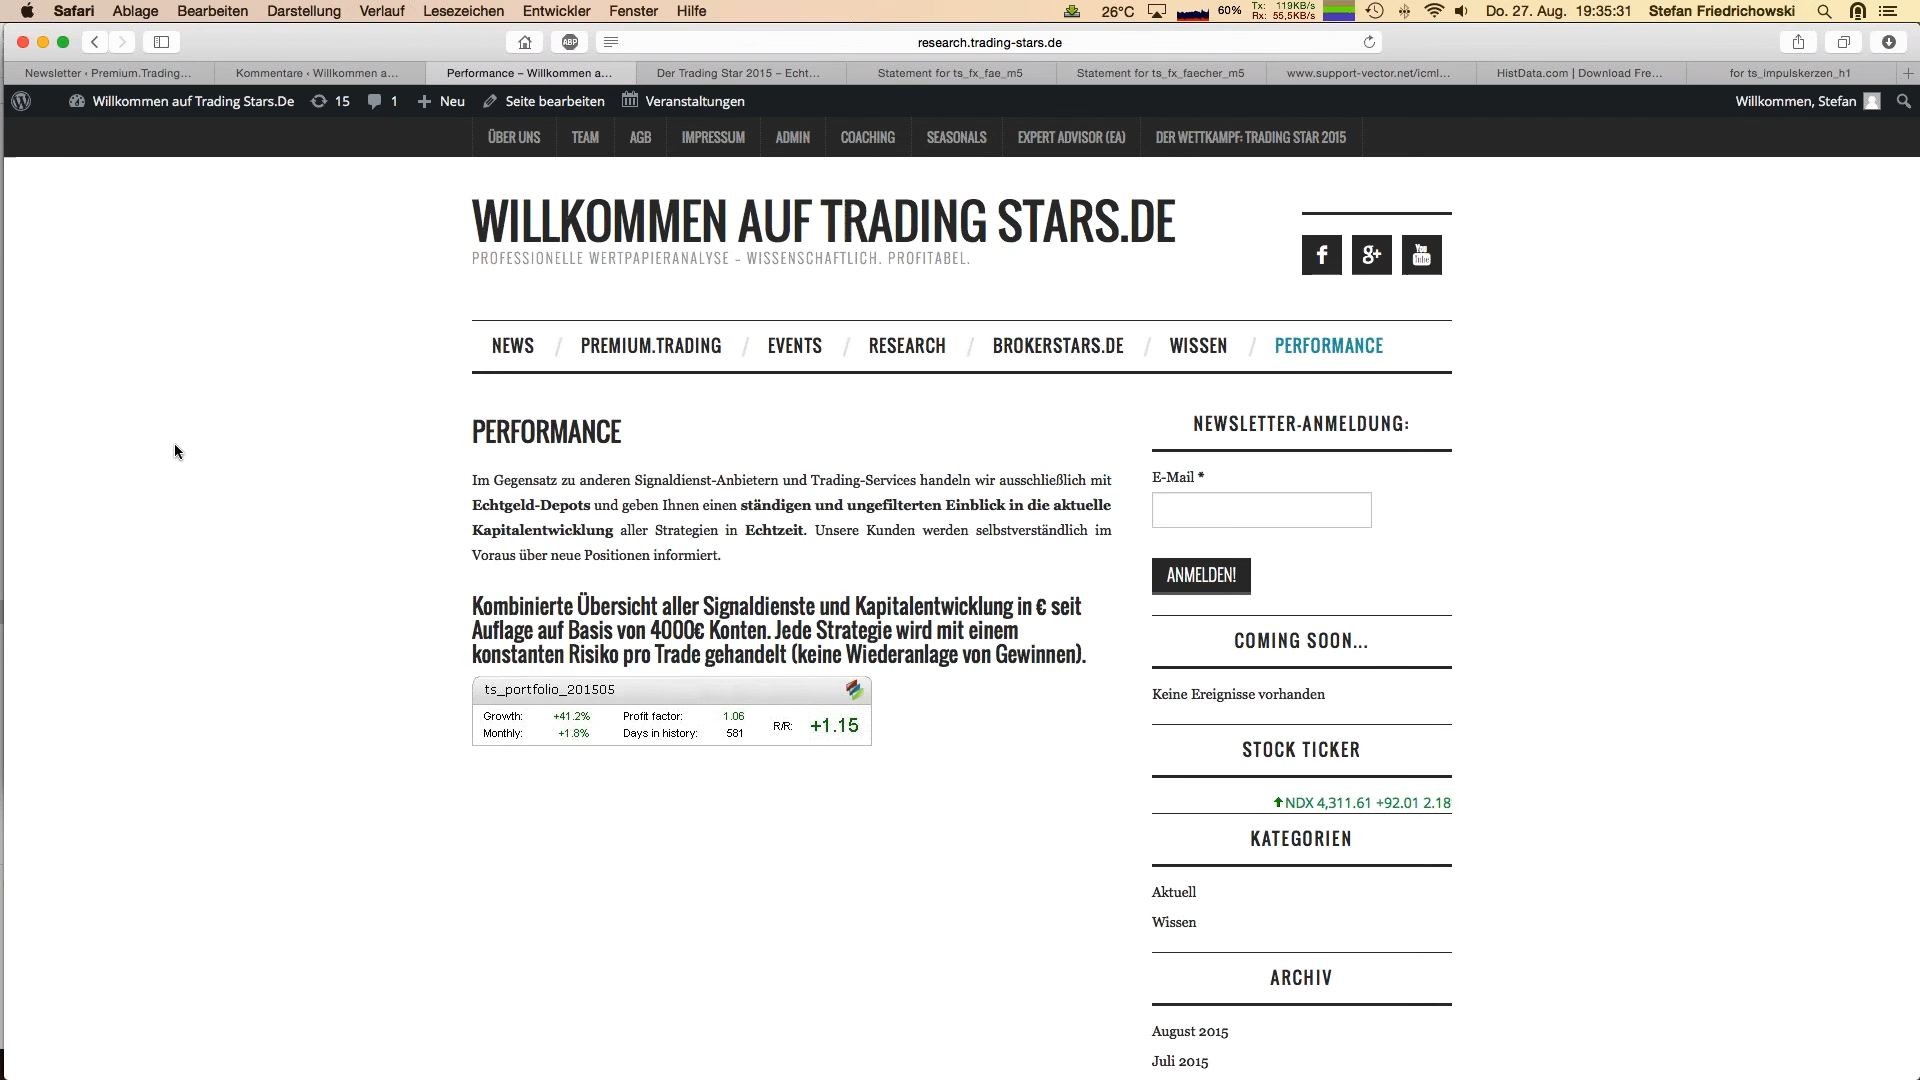 Safari Ablage Bearbeiten Darstellung Verlauf Lesezeichen Entwickler Fenster Hilfe 26°C 60% Tx: 119KB/s Rx: 55,5KB/s Do. 27. Aug. 19:35:31 Stefan Friedrichowski
ABP research.trading-stars.de
Newsletter ‹ Premium.Trading... Kommentare ‹ Willkommen a... Performance – Willkommen a... Der Trading Star 2015 – Echt... Statement for ts_fx_fae_m5 Statement for ts_fx_faecher_m5 www.support-vector.net/icml... HistData.com | Download Fre... for ts_impulskerzen_h1
Willkommen auf Trading Stars.De 15 1 Neu Seite bearbeiten Veranstaltungen Willkommen, Stefan
ÜBER UNS TEAM AGB IMPRESSUM ADMIN COACHING SEASONALS EXPERT ADVISOR (EA) DER WETTKAMPF: TRADING STAR 2015
WILLKOMMEN AUF TRADING STARS.DE
PROFESSIONELLE WERTPAPIERANALYSE - WISSENSCHAFTLICH. PROFITABEL.
f g+ You Tube
NEWS / PREMIUM.TRADING / EVENTS / RESEARCH / BROKERSTARS.DE / WISSEN / PERFORMANCE
PERFORMANCE
Im Gegensatz zu anderen Signaldienst-Anbietern und Trading-Services handeln wir ausschließlich mit
Echtgeld-Depots und geben Ihnen einen ständigen und ungefilterten Einblick in die aktuelle
Kapitalentwicklung aller Strategien in Echtzeit. Unsere Kunden werden selbstverständlich im
Voraus über neue Positionen informiert.
Kombinierte Übersicht aller Signaldienste und Kapitalentwicklung in € seit
Auflage auf Basis von 4000€ Konten. Jede Strategie wird mit einem
konstanten Risiko pro Trade gehandelt (keine Wiederanlage von Gewinnen).
ts_portfolio_201505
Growth: +41.2% Profit factor: 1.06 R/R: +1.15
Monthly: +1.8% Days in history: 581
NEWSLETTER-ANMELDUNG:
E-Mail *
ANMELDEN!
COMING SOON...
Keine Ereignisse vorhanden
STOCK TICKER
NDX 4,311.61 +92.01 2.18
KATEGORIEN
Aktuell
Wissen
ARCHIV
August 2015
Juli 2015